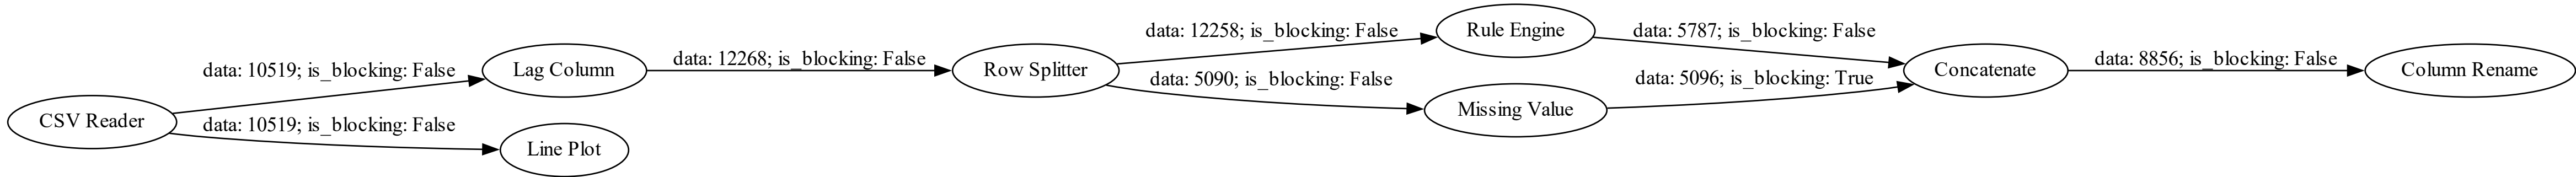 CSV Reader
data: 10519; is_blocking: False
data: 10519; is_blocking: False
Lag Column
Line Plot
data: 12268; is_blocking: False
Row Splitter
data: 12258; is_blocking: False
data: 5090; is_blocking: False
Rule Engine
Missing Value
data: 5787; is_blocking: False
data: 5096; is_blocking: True
Concatenate
data: 8856; is_blocking: False
Column Rename